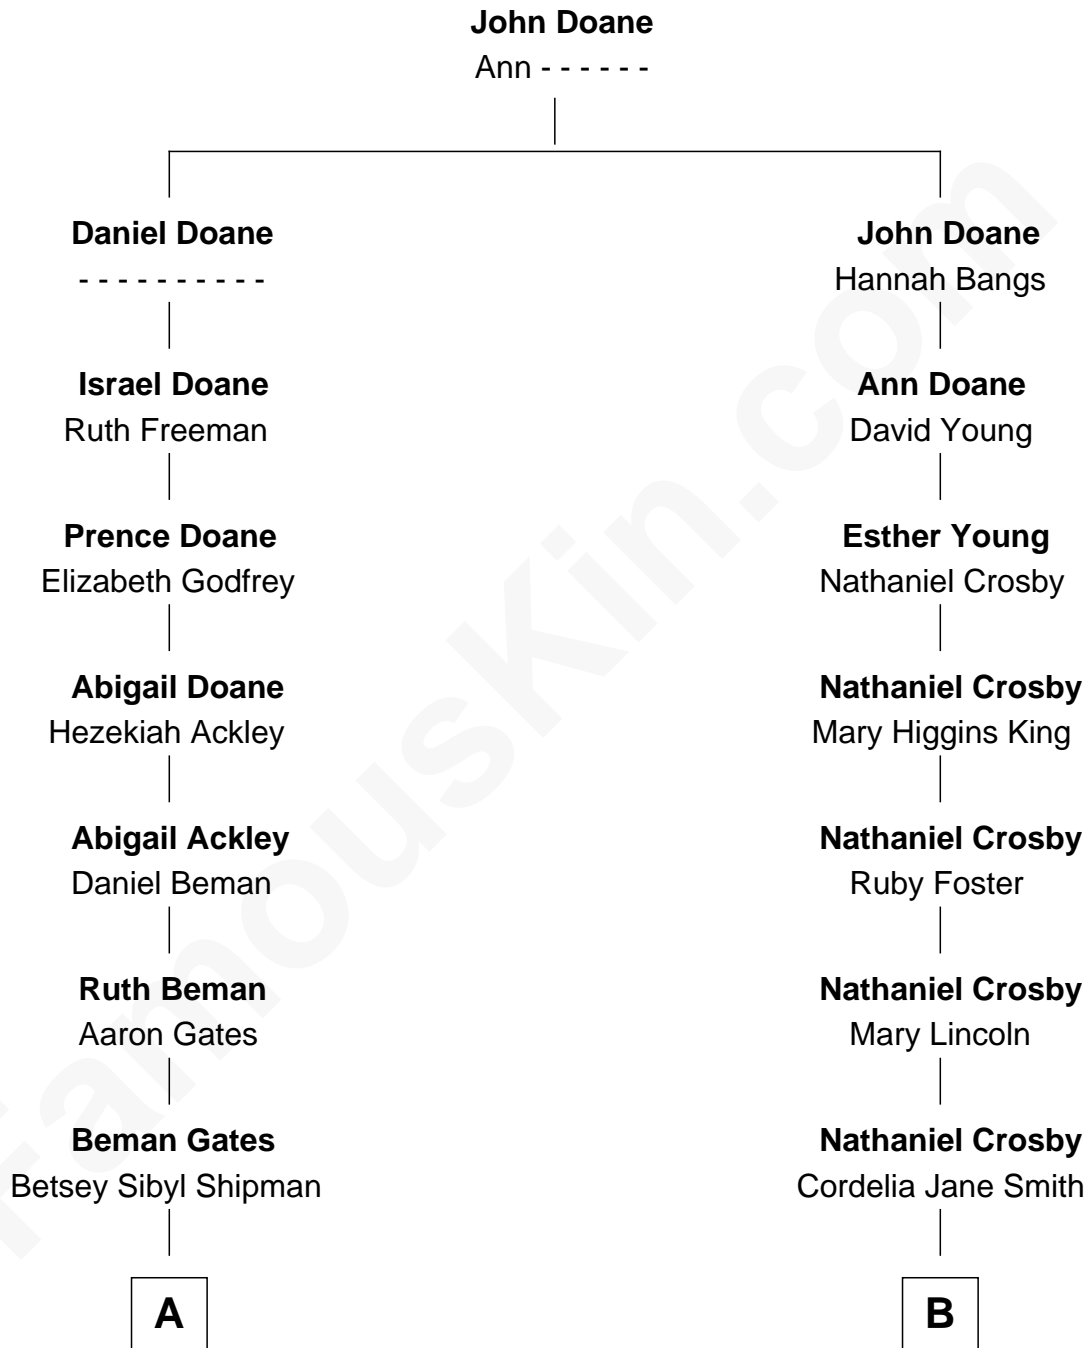 John Doane
Ann - - - - - -
Daniel Doane
- - - - - - - - - -
John Doane
Hannah Bangs
Israel Doane
Ruth Freeman
Ann Doane
David Young
Prence Doane
Elizabeth Godfrey
Esther Young
Nathaniel Crosby
Abigail Doane
Hezekiah Ackley
Nathaniel Crosby
Mary Higgins King
Abigail Ackley
Daniel Beman
Nathaniel Crosby
Ruby Foster
Ruth Beman
Aaron Gates
Nathaniel Crosby
Mary Lincoln
Beman Gates
Betsey Sibyl Shipman
Nathaniel Crosby
Cordelia Jane Smith
A
B
FamousKin.com